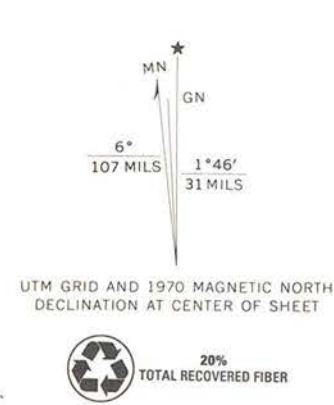 MN
GN
6°
107 MILS
1°46′
31 MILS
UTM GRID AND 1970 MAGNETIC NORTH
DECLINATION AT CENTER OF SHEET
20%
TOTAL RECOVERED FIBER